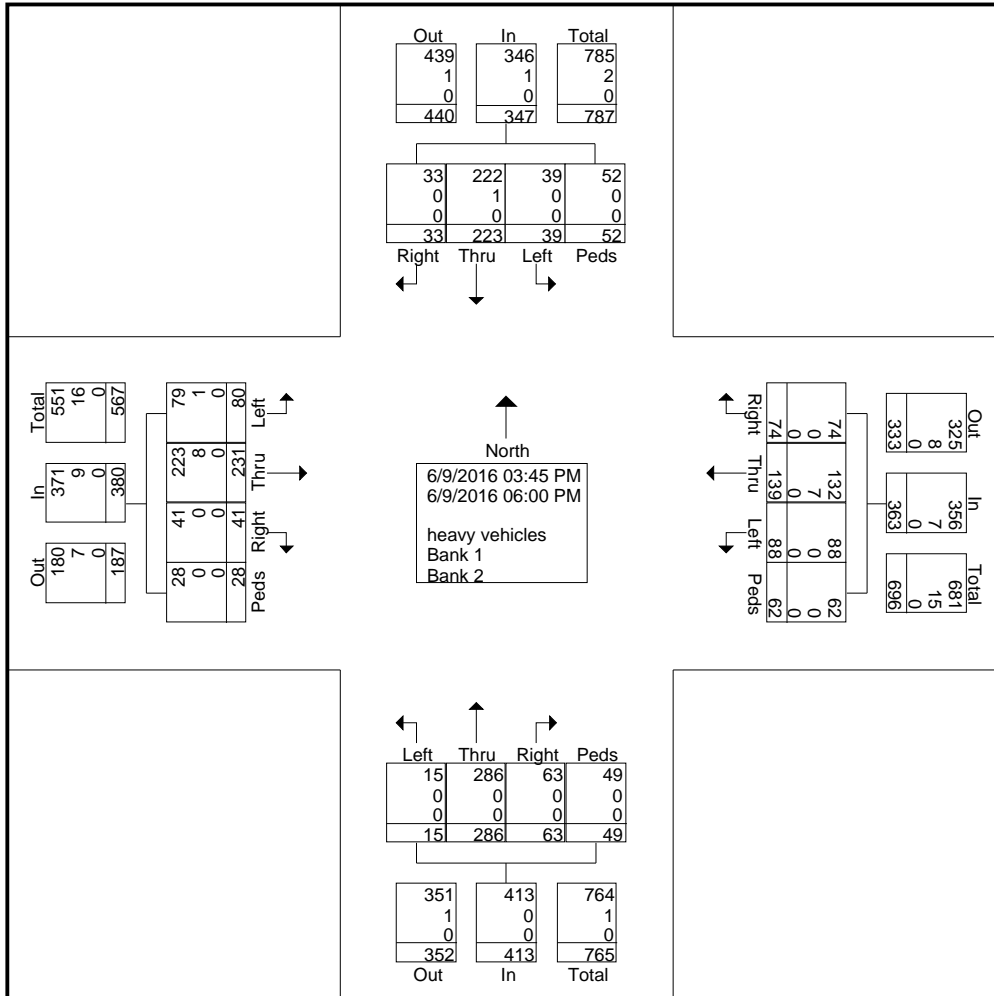 Out In Total
439 346 785
1 1 2
0 0 0
440 347 787
33 222 39 52
0 1 0 0
0 0 0 0
33 223 39 52
Right Thru Left Peds
Total
551 16 0 567
In
371 9 0 380
Out
180 7 0 187
79 1 0 80
Left
223 8 0 231
Thru
41 0 0 41
Right
28 0 0 28
Peds
North
6/9/2016 03:45 PM
6/9/2016 06:00 PM
heavy vehicles
Bank 1
Bank 2
Right
74 0 0 74
Thru
132 7 0 139
Left
88 0 0 88
Peds
62 0 0 62
Out
325 8 0 333
In
356 7 0 363
Total
681 15 0 696
Left Thru Right Peds
15 286 63 49
0 0 0 0
0 0 0 0
15 286 63 49
351 413 764
1 0 1
0 0 0
352 413 765
Out In Total